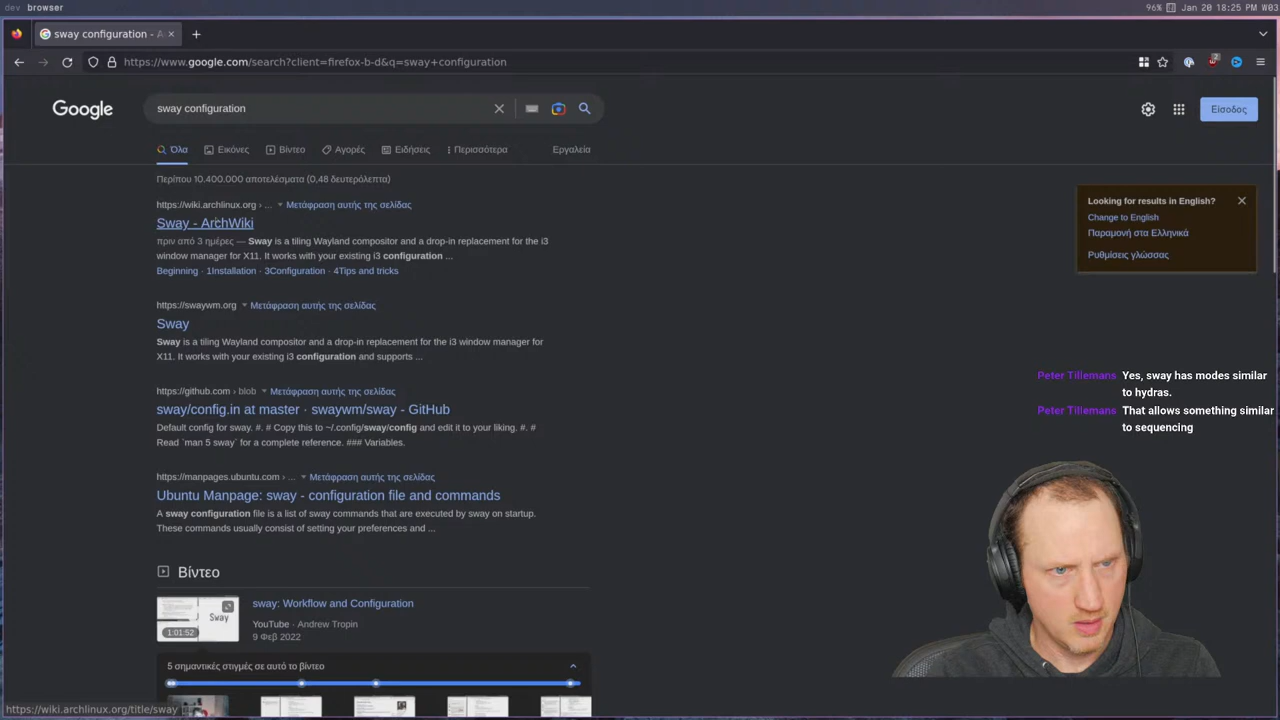 dev browser
96% Jan 20 18:25 PM W03
sway configuration - A
https://www.google.com/search?client=firefox-b-d&q=sway+configuration
2
Google
sway configuration
Είσοδος
Όλα
Εικόνες
Βίντεο
Αγορές
Ειδήσεις
Περισσότερα
Εργαλεία
Περίπου 10.400.000 αποτελέσματα (0,48 δευτερόλεπτα)
https://wiki.archlinux.org › ... Μετάφραση αυτής της σελίδας
Sway - ArchWiki
πριν από 3 ημέρες — Sway is a tiling Wayland compositor and a drop-in replacement for the i3
window manager for X11. It works with your existing i3 configuration ...
Beginning · 1Installation · 3Configuration · 4Tips and tricks
https://swaywm.org Μετάφραση αυτής της σελίδας
Sway
Sway is a tiling Wayland compositor and a drop-in replacement for the i3 window manager for
X11. It works with your existing i3 configuration and supports ...
https://github.com › blob Μετάφραση αυτής της σελίδας
sway/config.in at master · swaywm/sway - GitHub
Default config for sway. #. # Copy this to ~/.config/sway/config and edit it to your liking. #. #
Read `man 5 sway` for a complete reference. ### Variables.
https://manpages.ubuntu.com › ... Μετάφραση αυτής της σελίδας
Ubuntu Manpage: sway - configuration file and commands
A sway configuration file is a list of sway commands that are executed by sway on startup.
These commands usually consist of setting your preferences and ...
Βίντεο
Sway
1:01:52
sway: Workflow and Configuration
YouTube · Andrew Tropin
9 Φεβ 2022
5 σημαντικές στιγμές σε αυτό το βίντεο
https://wiki.archlinux.org/title/sway
Looking for results in English?
Change to English
Παραμονή στα Ελληνικά
Ρυθμίσεις γλώσσας
Peter Tillemans Yes, sway has modes similar
to hydras.
Peter Tillemans That allows something similar
to sequencing